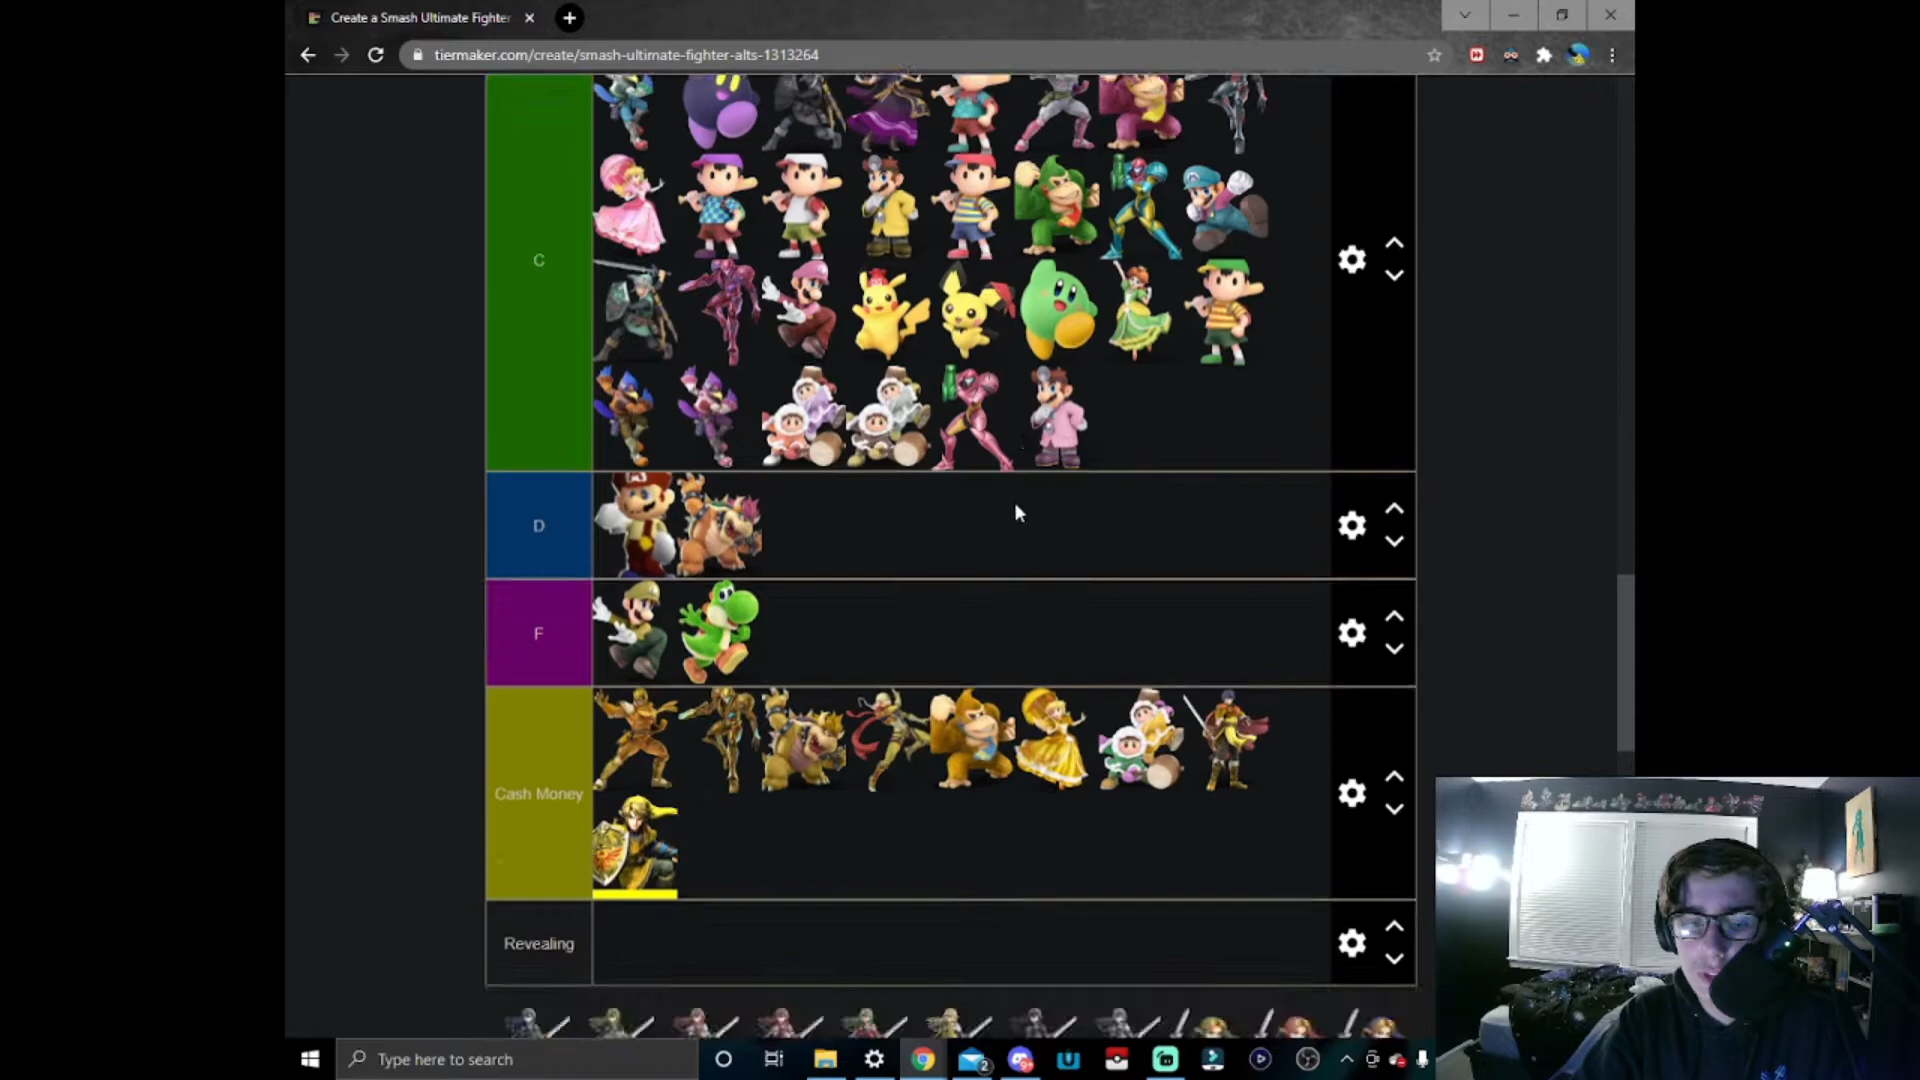 Create a Smash Ultimate Fighter
tiermaker.com/create/smash-ultimate-fighter-alts-1313264
C
D
F
Cash Money
Revealing
Type here to search
2